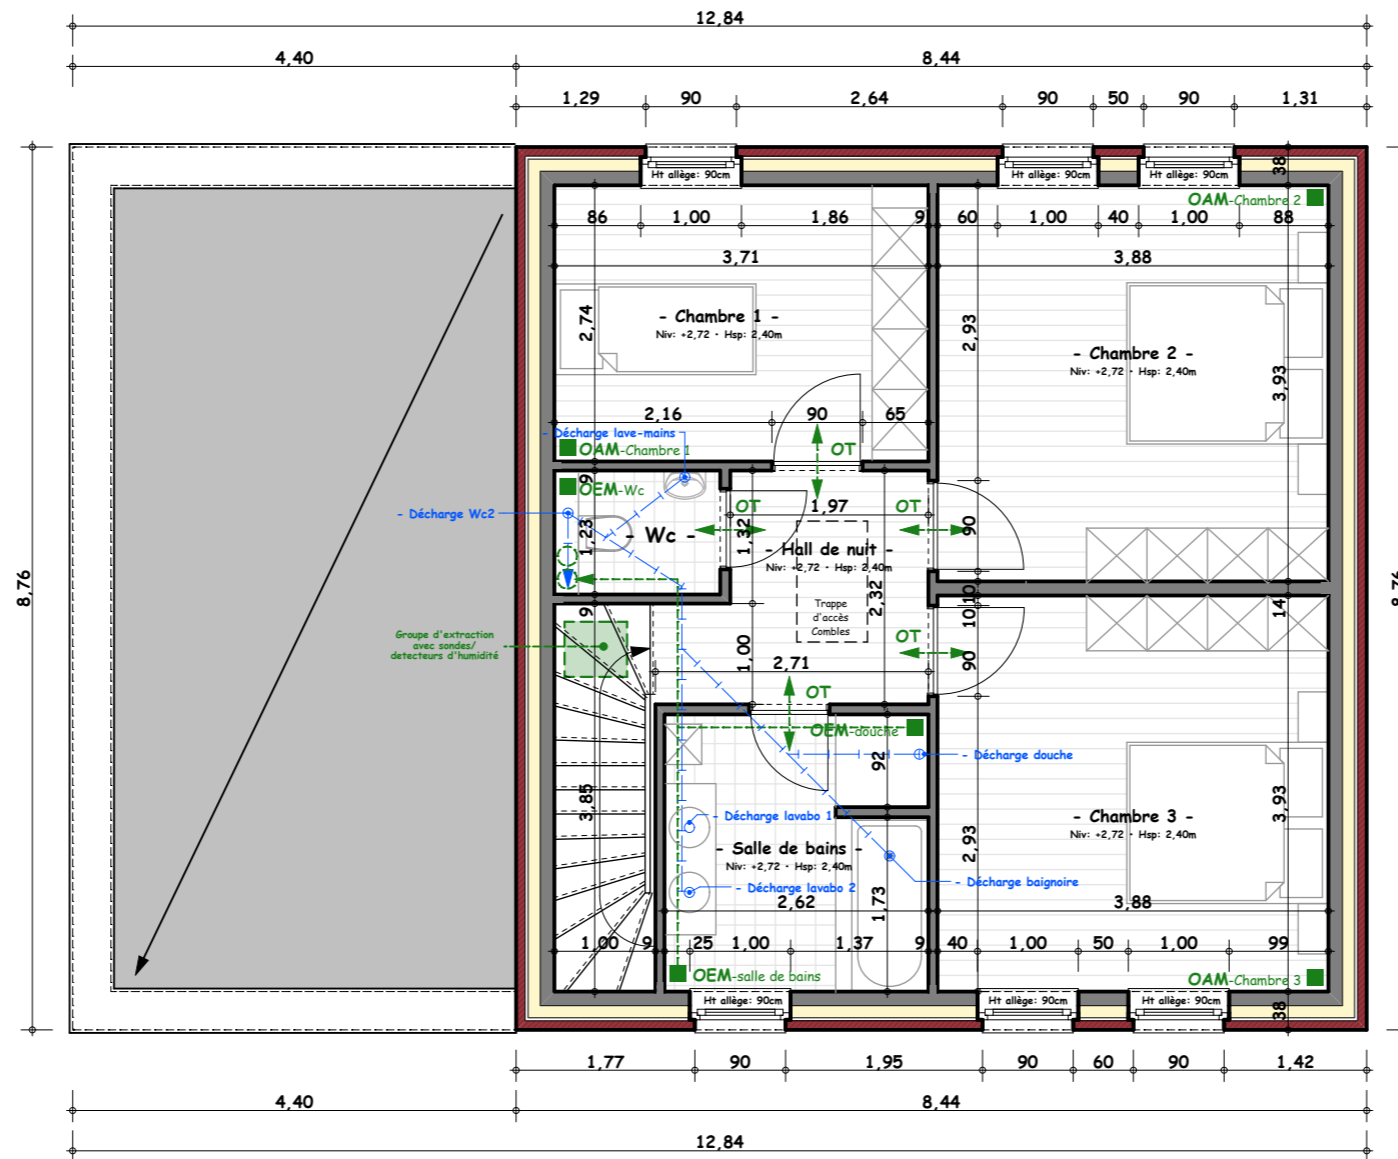 12,84
4,40
8,44
1,29
90
2,64
90
50
90
1,31
38
Ht allège: 90cm
Ht allège: 90cm
Ht allège: 90cm
OAM-Chambre 2
86
1,00
1,86
9
60
1,00
40
1,00
88
3,71
3,88
2,74
- Chambre 1 -
Niv: +2,72 - Hsp: 2,40m
2,93
- Chambre 2 -
Niv: +2,72 - Hsp: 2,40m
3,93
2,16
90
65
- Décharge lave-mains
OAM-Chambre 1
OT
9
OEM-Wc
- Décharge Wc2
OT
1,97
OT
1,23
- Wc -
1,32
90
- Hall de nuit -
Niv: +2,72 - Hsp: 2,40m
8,76
8,76
2,32
10
9
Trappe
d'accès
Combles
10
14
Groupe d'extraction
avec sondes/
detecteurs d'humidité
1,00
OT
2,71
90
OT
OEM-douche
92
- Décharge douche
3,85
- Décharge lavabo 1
- Chambre 3 -
Niv: +2,72 - Hsp: 2,40m
3,93
2,93
- Salle de bains -
Niv: +2,72 - Hsp: 2,40m
- Décharge lavabo 2
- Décharge baignoire
2,62
1,73
3,88
1,00
9
25
1,00
1,37
9
40
1,00
50
1,00
99
OEM-salle de bains
OAM-Chambre 3
Ht allège: 90cm
Ht allège: 90cm
Ht allège: 90cm
38
1,77
90
1,95
90
60
90
1,42
4,40
8,44
12,84